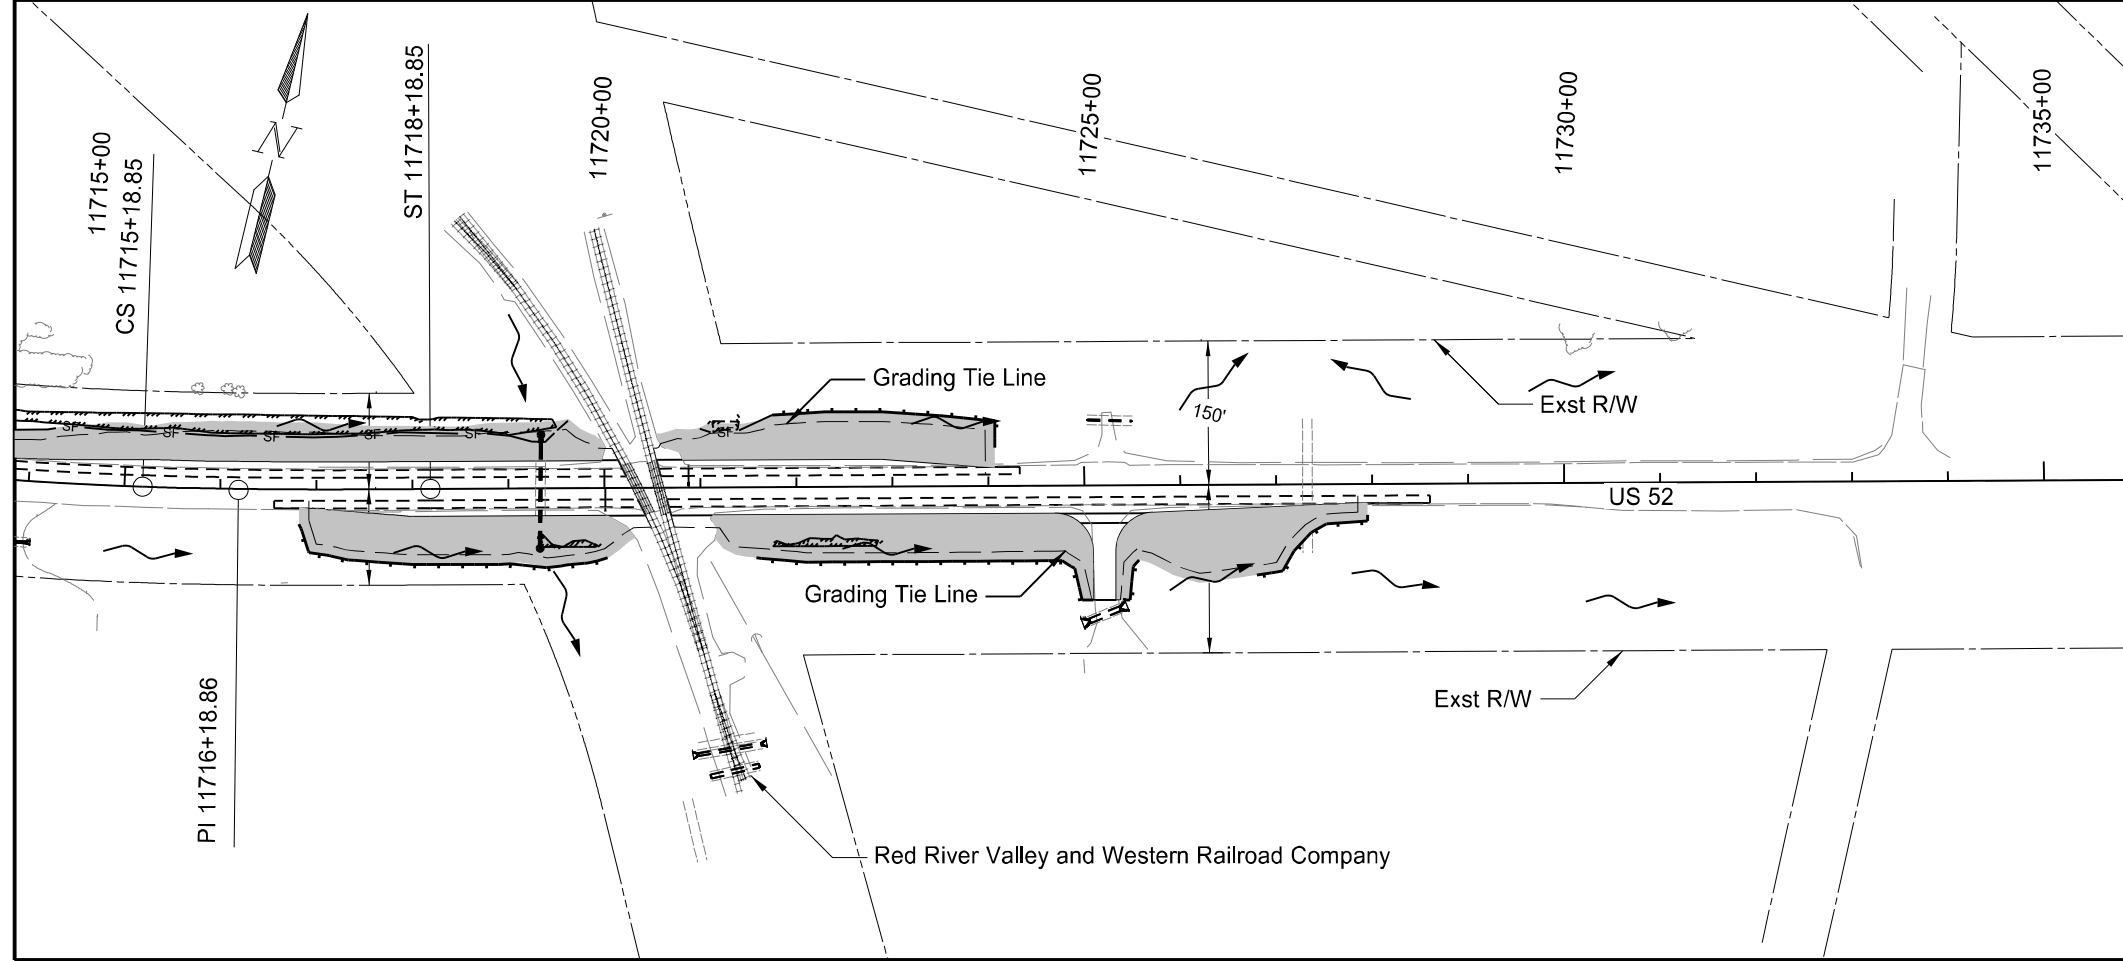 11715+00
CS 11715+18.85
ST 11718+18.85
11720+00
11725+00
11730+00
11735+00
N
Grading Tie Line
150'
Exst R/W
SF
SF
SF
SF
SF
SF
US 52
Grading Tie Line
Exst R/W
PI 11716+18.86
Red River Valley and Western Railroad Company